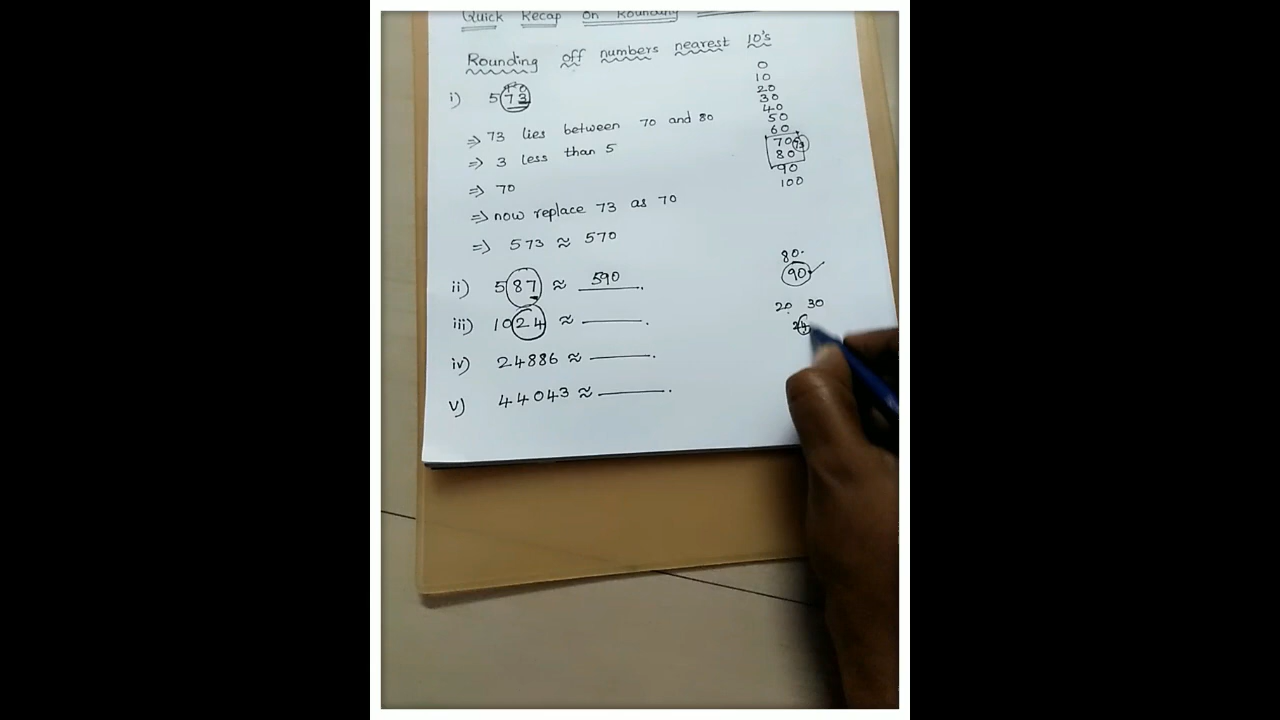 Quick Recap On Rounding
Rounding off numbers nearest 10's
i) 573
⇒ 73 lies between 70 and 80
⇒ 3 less than 5
⇒ 70
⇒ now replace 73 as 70
⇒ 573 ≈ 570
ii) 587 ≈ 590.
iii) 1024 ≈ ______.
iv) 24886 ≈ ______.
v) 44043 ≈ ______.
0
10
20
30
40
50
60
70 73
80
90
100
80.
90 ✓
20 30
24